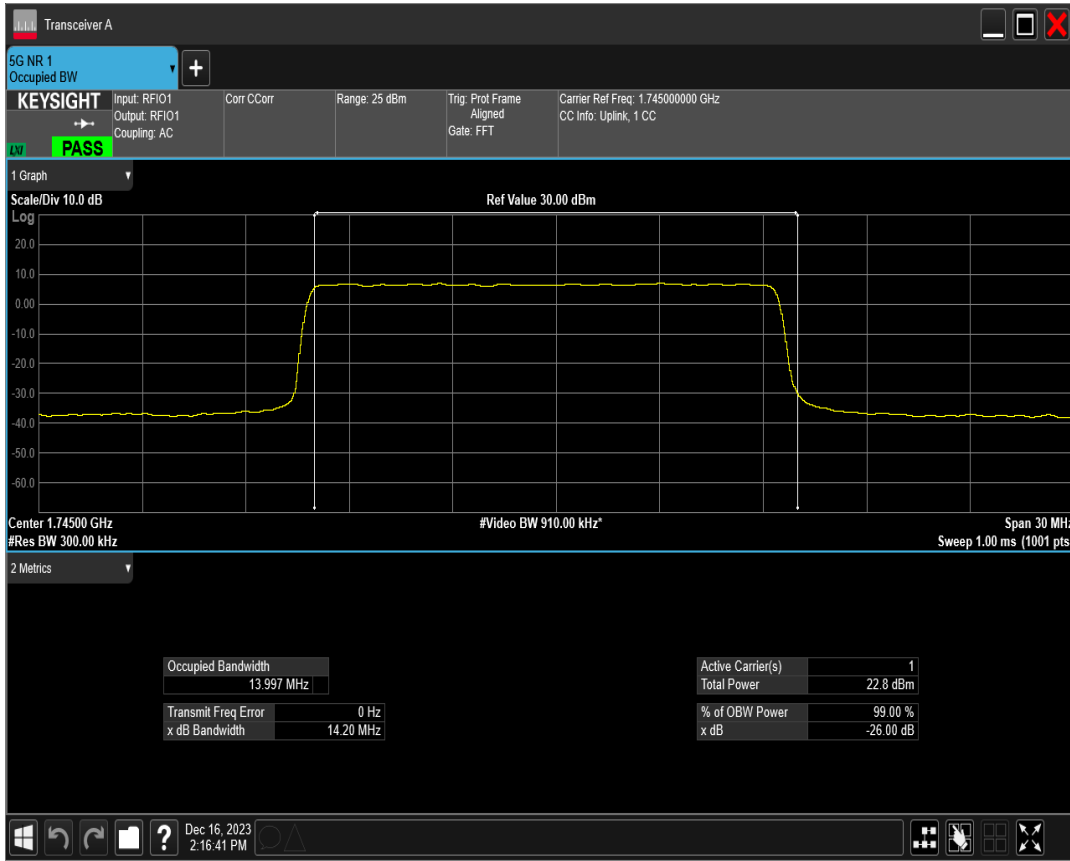 Transceiver A
5G NR 1
Occupied BW
KEYSIGHT
LXI
PASS
Input: RFIO1
Output: RFIO1
Coupling: AC
Corr CCorr
Range: 25 dBm
Trig: Prot Frame
Aligned
Gate: FFT
Carrier Ref Freq: 1.745000000 GHz
CC Info: Uplink, 1 CC
1 Graph
Scale/Div 10.0 dB
Ref Value 30.00 dBm
Log
20.0
10.0
0.00
-10.0
-20.0
-30.0
-40.0
-50.0
-60.0
Center 1.74500 GHz
#Video BW 910.00 kHz*
Span 30 MHz
#Res BW 300.00 kHz
Sweep 1.00 ms (1001 pts
2 Metrics
Occupied Bandwidth
13.997 MHz
Transmit Freq Error 0 Hz
x dB Bandwidth 14.20 MHz
Active Carrier(s) 1
Total Power 22.8 dBm
% of OBW Power 99.00 %
x dB -26.00 dB
?
Dec 16, 2023
2:16:41 PM